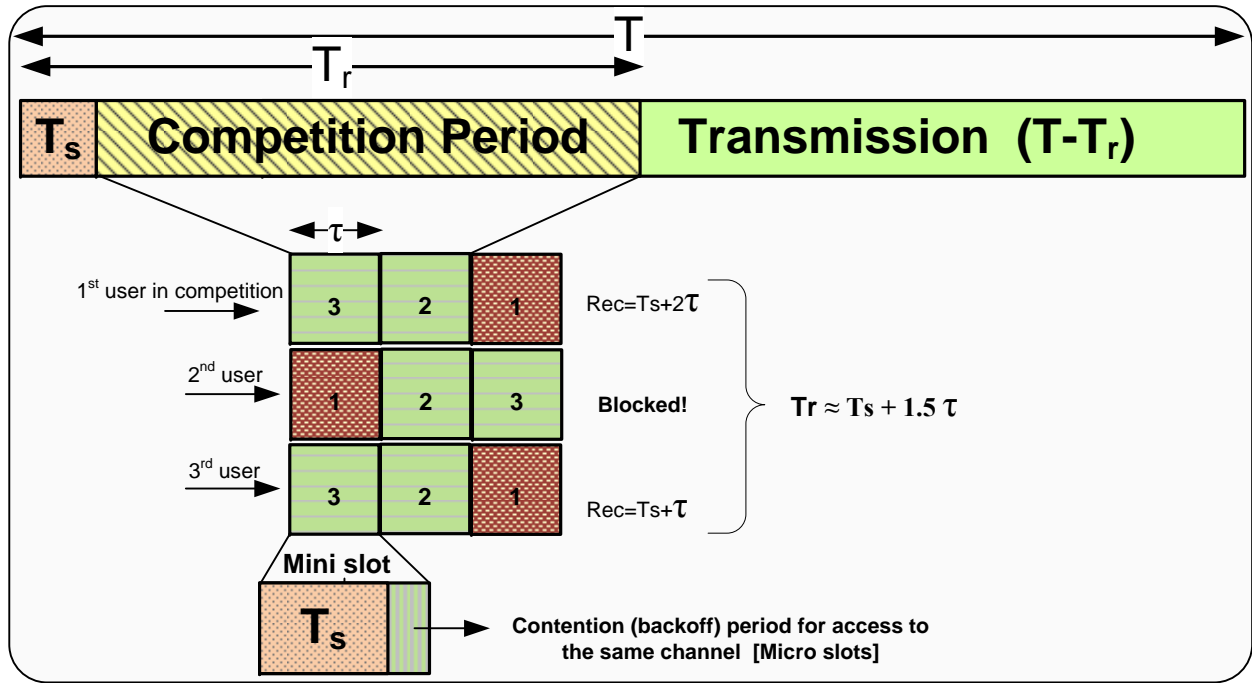 T
Tr
Ts Competition Period Transmission (T-Tr)
τ
1st user in competition 3 2 1 Rec=Ts+2τ
2nd user 1 2 3 Blocked!
Tr ≈ Ts + 1.5 τ
3rd user 3 2 1 Rec=Ts+τ
Mini slot
Ts
Contention (backoff) period for access to
the same channel [Micro slots]